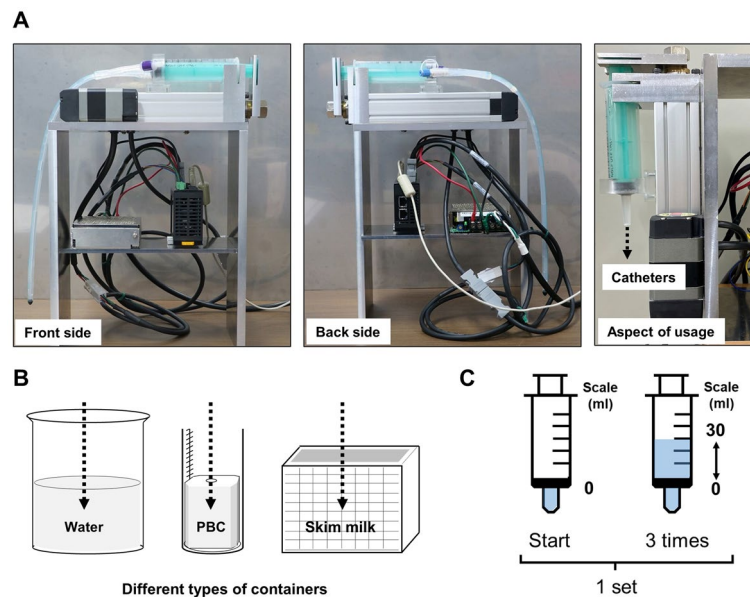 A
Front side
Back side
Catheters
Aspect of usage
B
Water
PBC
Skim milk
Different types of containers
C
Scale
(ml)
0
Start
Scale
(ml)
30
0
3 times
1 set